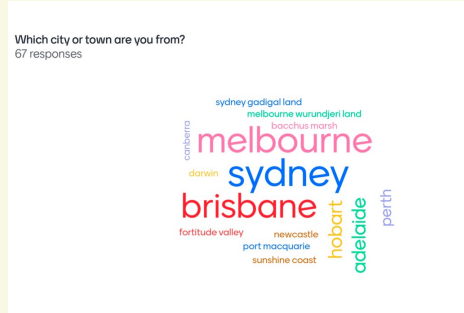 Which city or town are you from?
67 responses
sydney gadigal land
melbourne wurundjeri land
bacchus marsh
canberra
melbourne
darwin
sydney
brisbane
hobart
adelaide
perth
fortitude valley
newcastle
port macquarie
sunshine coast